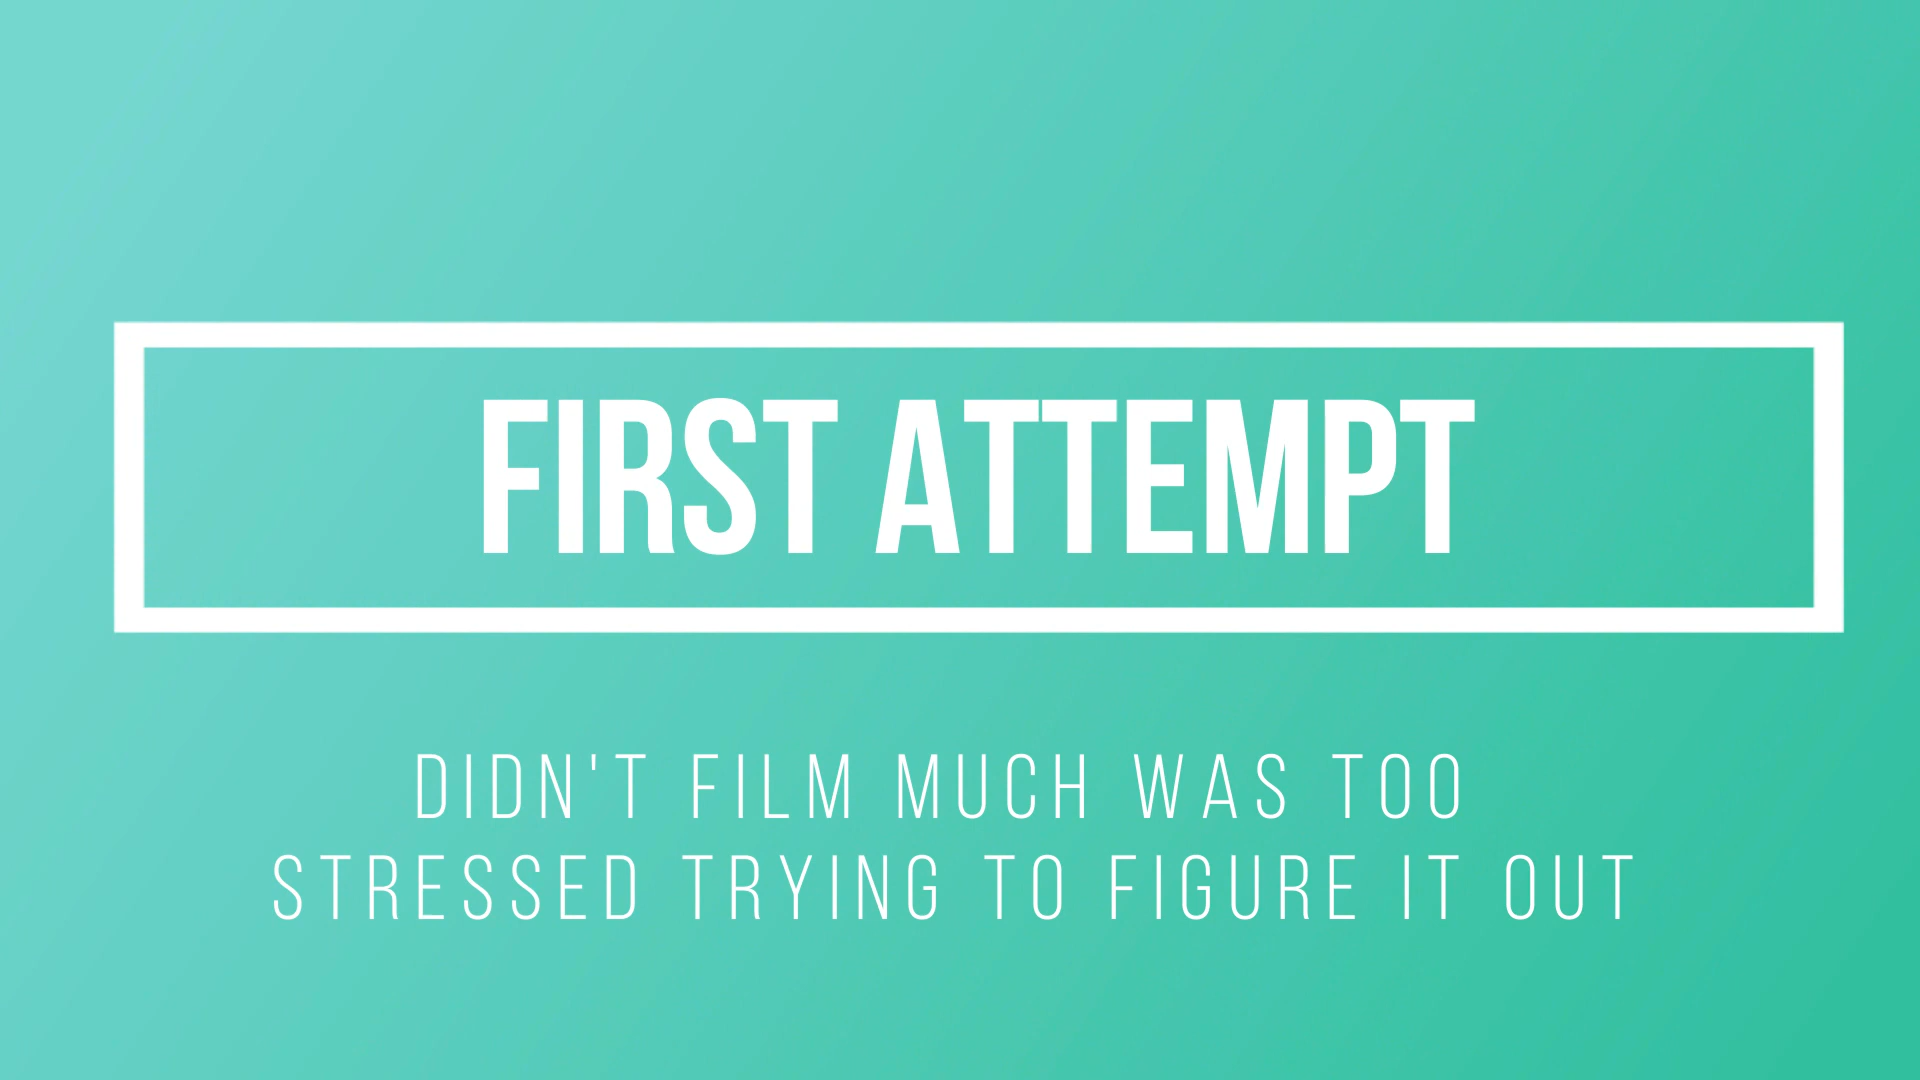 FIRST ATTEMPT
DIDN'T FILM MUCH WAS TOO
STRESSED TRYING TO FIGURE IT OUT